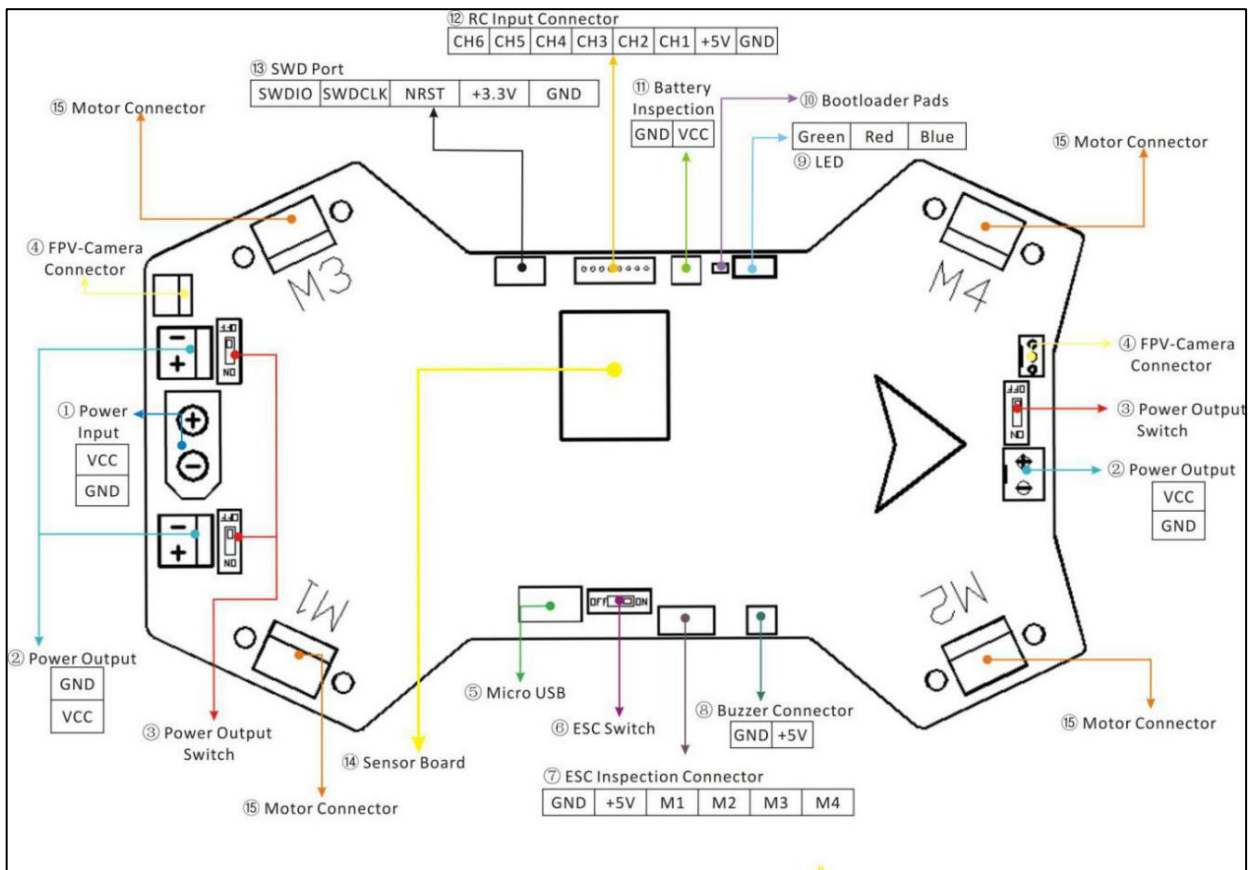 ⑫ RC Input Connector
CH6 CH5 CH4 CH3 CH2 CH1 +5V GND
⑬ SWD Port
SWDIO SWDCLK NRST +3.3V GND
⑪ Battery
Inspection
GND VCC
⑩ Bootloader Pads
Green Red Blue
⑨ LED
⑮ Motor Connector
⑮ Motor Connector
④ FPV-Camera
Connector
M3
M4
- +
OFF
ON
④ FPV-Camera
Connector
① Power
Input
VCC
GND
+
-
OFF
ON
③ Power Output
Switch
② Power Output
VCC
GND
+
-
- +
OFF
ON
M1
M2
OFF ON
② Power Output
GND
VCC
③ Power Output
Switch
⑤ Micro USB
⑥ ESC Switch
⑧ Buzzer Connector
GND +5V
⑮ Motor Connector
⑭ Sensor Board
⑦ ESC Inspection Connector
GND +5V M1 M2 M3 M4
⑮ Motor Connector